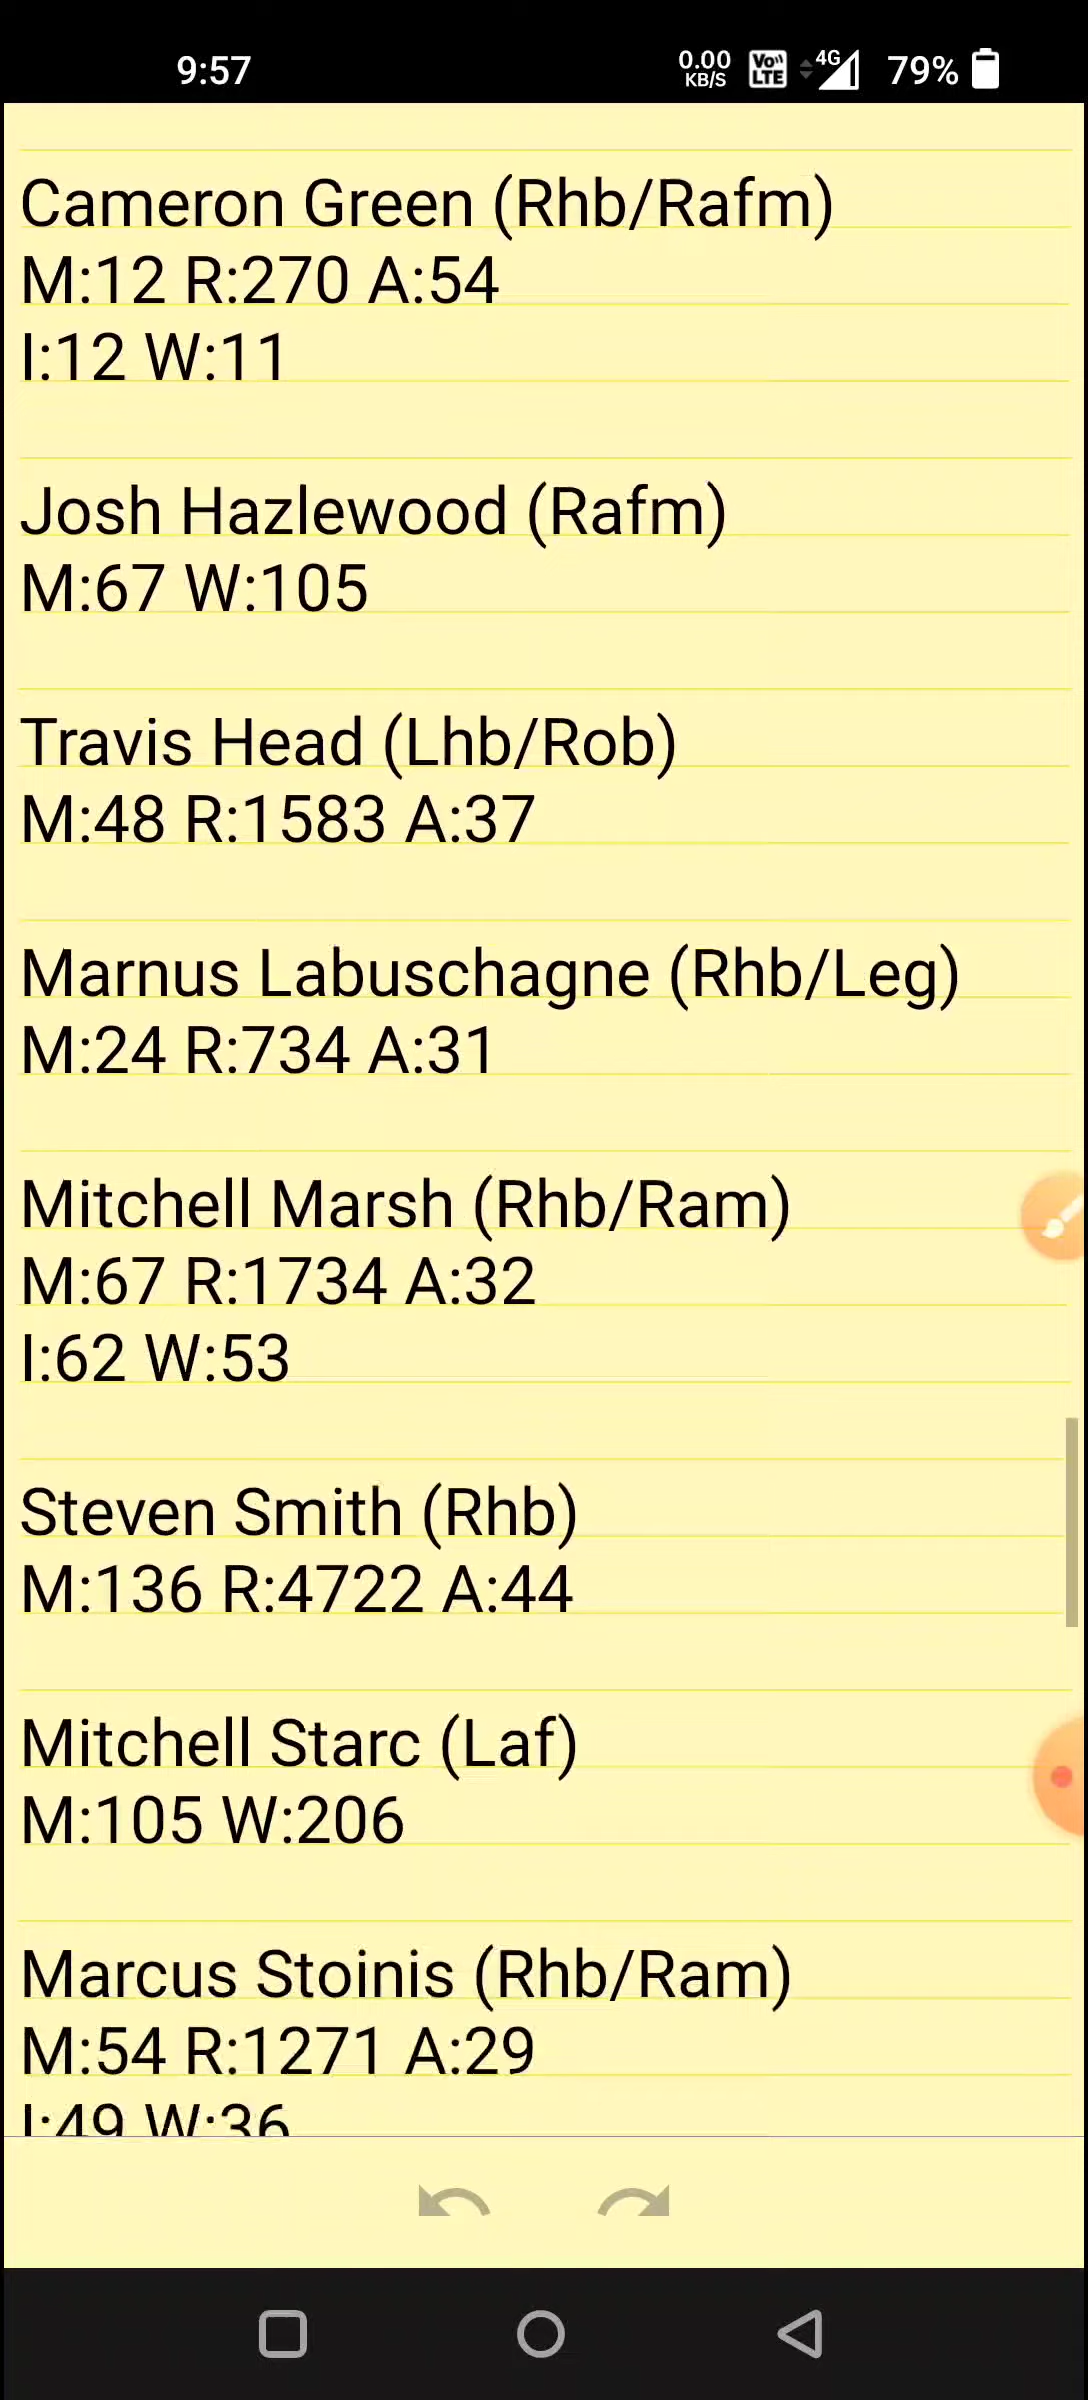 9:57
0.00 KB/S VoLTE 4G 79%
Cameron Green (Rhb/Rafm)
M:12 R:270 A:54
I:12 W:11
Josh Hazlewood (Rafm)
M:67 W:105
Travis Head (Lhb/Rob)
M:48 R:1583 A:37
Marnus Labuschagne (Rhb/Leg)
M:24 R:734 A:31
Mitchell Marsh (Rhb/Ram)
M:67 R:1734 A:32
I:62 W:53
Steven Smith (Rhb)
M:136 R:4722 A:44
Mitchell Starc (Laf)
M:105 W:206
Marcus Stoinis (Rhb/Ram)
M:54 R:1271 A:29
I:49 W:36